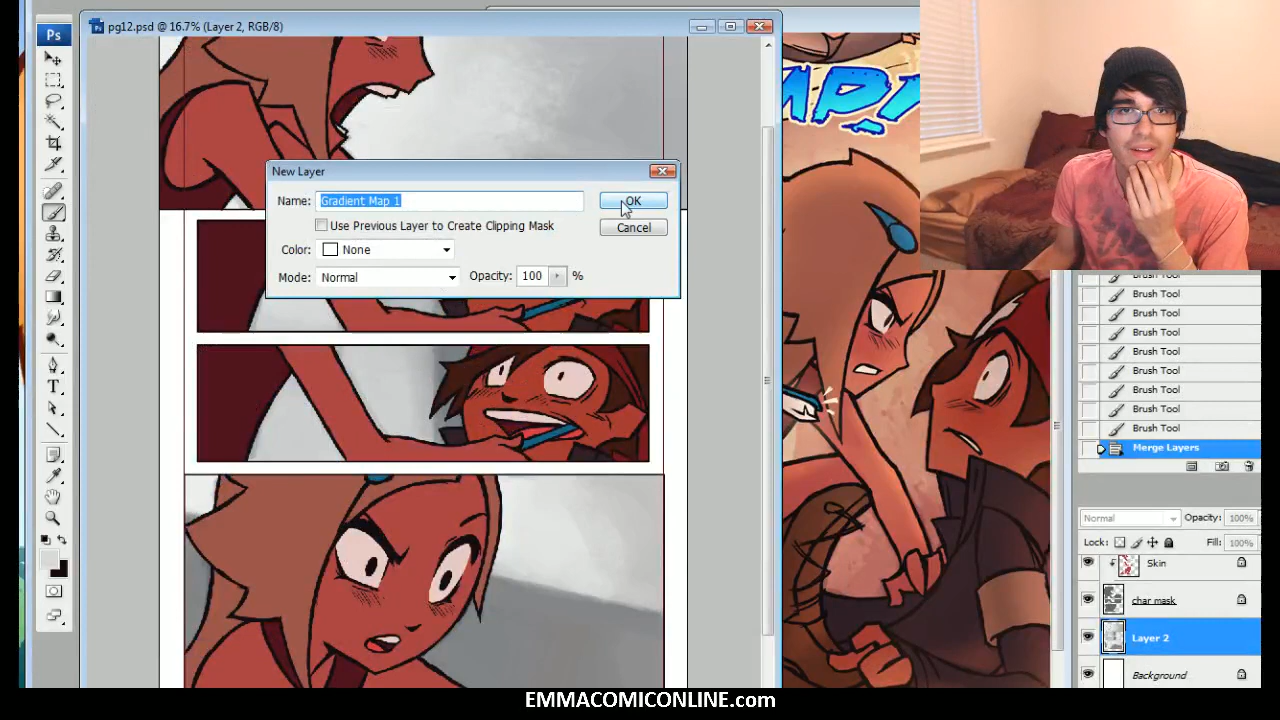 Ps
pg12.psd @ 16.7% (Layer 2, RGB/8)
New Layer
Name: Gradient Map 1
OK
Use Previous Layer to Create Clipping Mask
Cancel
Color: None
Mode: Normal
Opacity: 100 %
Brush Tool
Brush Tool
Brush Tool
Brush Tool
Brush Tool
Brush Tool
Brush Tool
Brush Tool
Brush Tool
Merge Layers
Normal
Opacity: 100%
Lock:
Fill: 100%
Skin
char mask
Layer 2
Background
T
EMMACOMICONLINE.com